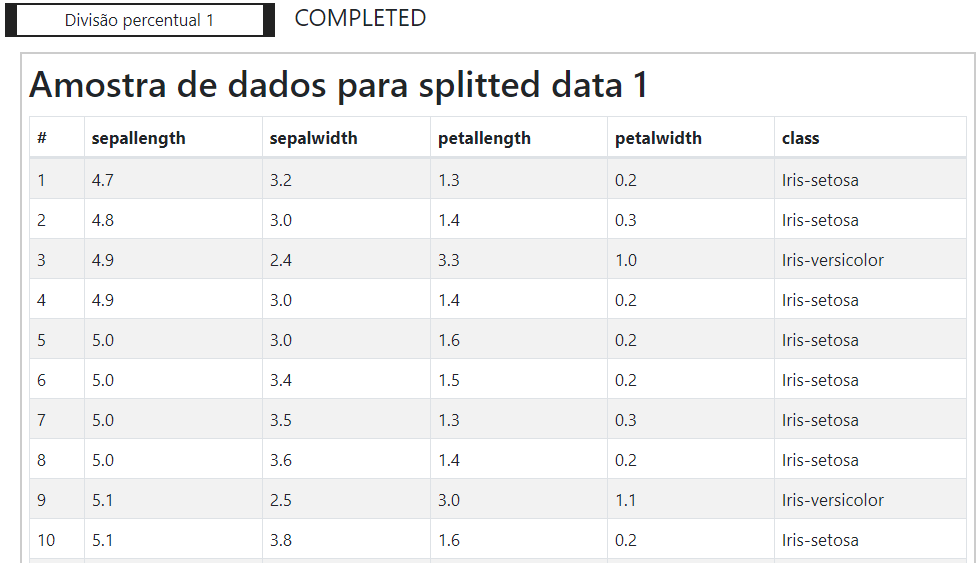 Divisão percentual 1 COMPLETED
Amostra de dados para splitted data 1
# sepallength sepalwidth petallength petalwidth class
1 4.7 3.2 1.3 0.2 Iris-setosa
2 4.8 3.0 1.4 0.3 Iris-setosa
3 4.9 2.4 3.3 1.0 Iris-versicolor
4 4.9 3.0 1.4 0.2 Iris-setosa
5 5.0 3.0 1.6 0.2 Iris-setosa
6 5.0 3.4 1.5 0.2 Iris-setosa
7 5.0 3.5 1.3 0.3 Iris-setosa
8 5.0 3.6 1.4 0.2 Iris-setosa
9 5.1 2.5 3.0 1.1 Iris-versicolor
10 5.1 3.8 1.6 0.2 Iris-setosa